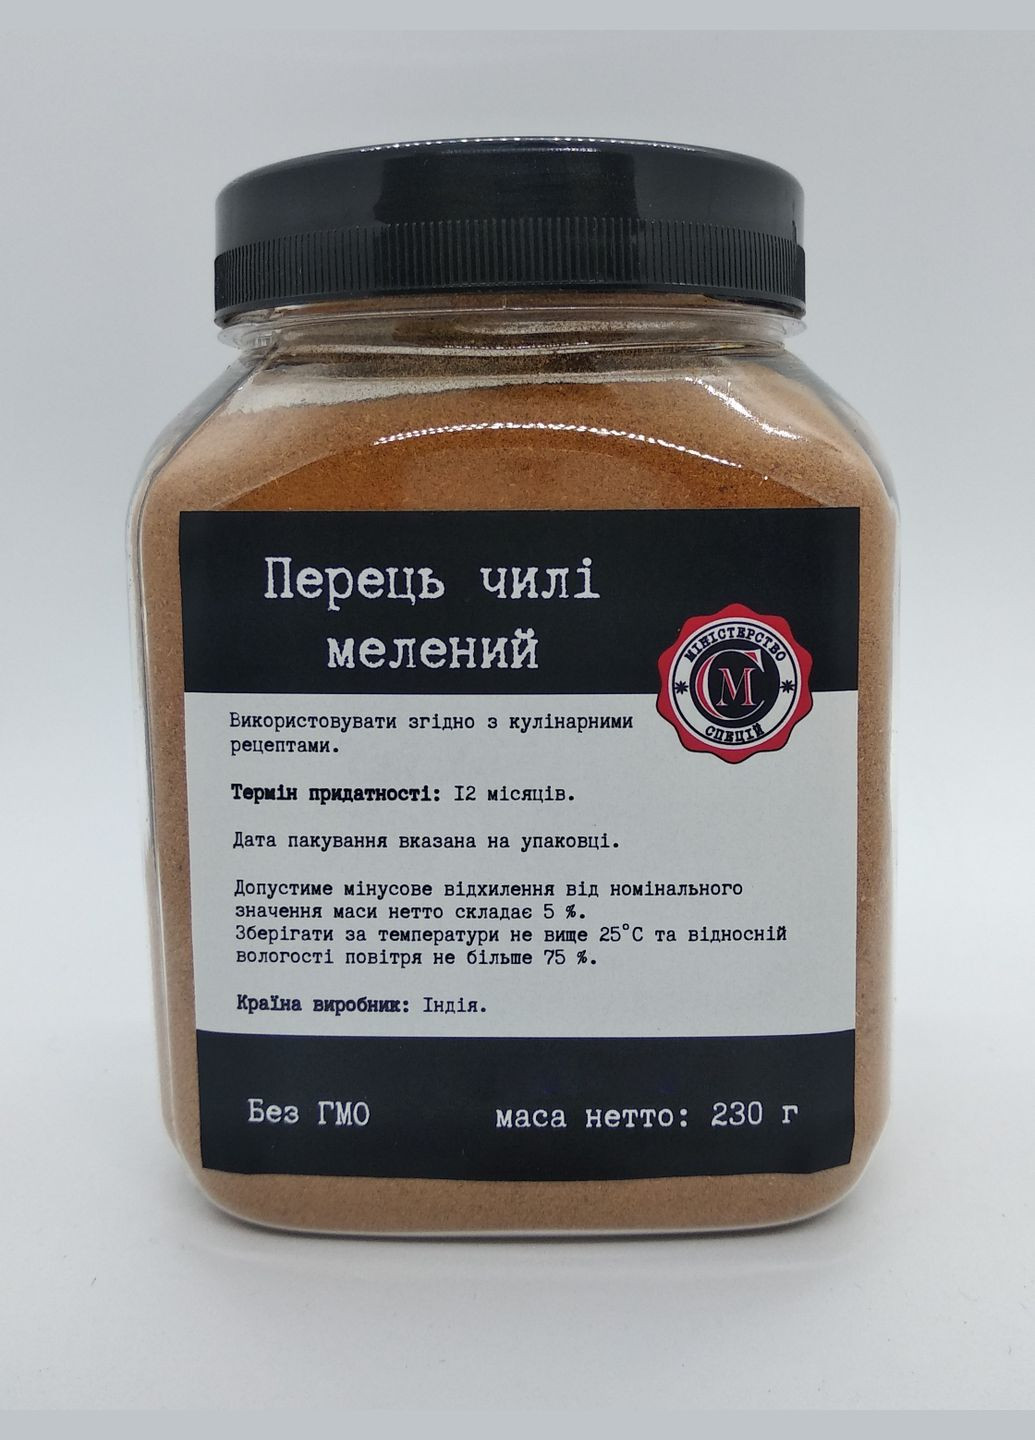 Перець чилі
мелений
МІНІСТЕРСТВО
СМ
СПЕЦІЙ
Використовувати згідно з кулінарними
рецептами.
Термін придатності: 12 місяців.
Дата пакування вказана на упаковці.
Допустиме мінусове відхилення від номінального
значення маси нетто складає 5 %.
Зберігати за температури не вище 25°С та відносній
вологості повітря не більше 75 %.
Країна виробник: Індія.
Без ГМО
маса нетто: 230 г